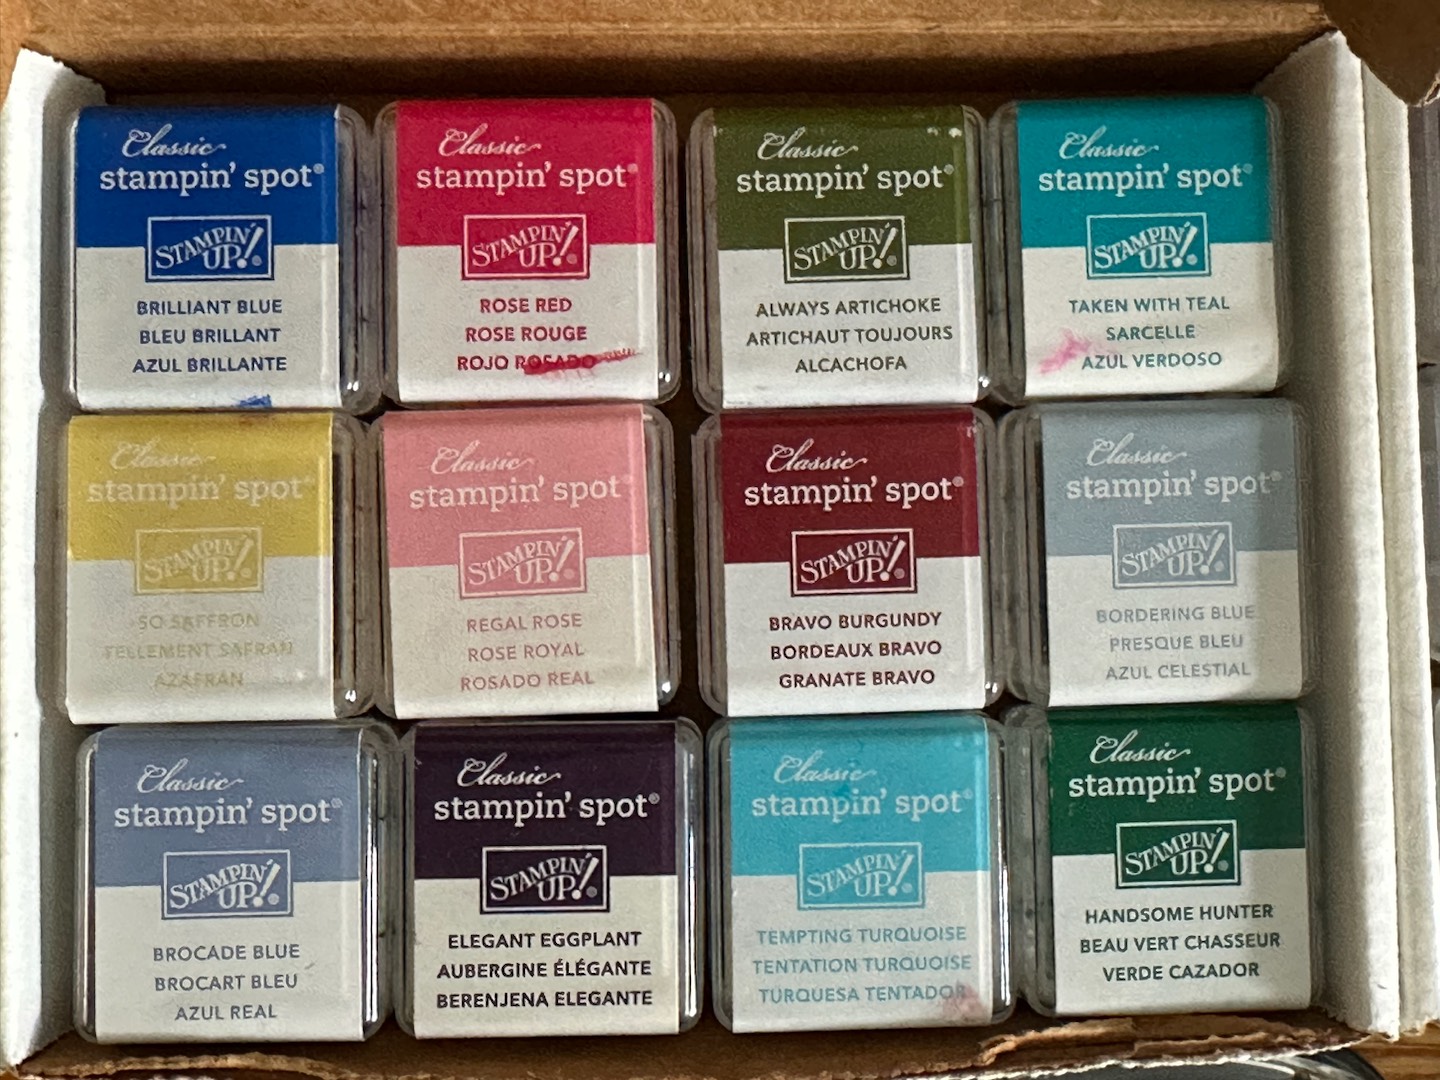 Classic
stampin' spot®
STAMPIN' UP!®
BRILLIANT BLUE
BLEU BRILLANT
AZUL BRILLANTE
Classic
stampin' spot®
STAMPIN' UP!®
ROSE RED
ROSE ROUGE
ROJO ROSADO
Classic
stampin' spot®
STAMPIN' UP!®
ALWAYS ARTICHOKE
ARTICHAUT TOUJOURS
ALCACHOFA
Classic
stampin' spot®
STAMPIN' UP!®
TAKEN WITH TEAL
SARCELLE
AZUL VERDOSO
Classic
stampin' spot®
STAMPIN' UP!®
SO SAFFRON
TELLEMENT SAFRAN
AZAFRÁN
Classic
stampin' spot®
STAMPIN' UP!®
REGAL ROSE
ROSE ROYAL
ROSADO REAL
Classic
stampin' spot®
STAMPIN' UP!®
BRAVO BURGUNDY
BORDEAUX BRAVO
GRANATE BRAVO
Classic
stampin' spot®
STAMPIN' UP!®
BORDERING BLUE
PRESQUE BLEU
AZUL CELESTIAL
Classic
stampin' spot®
STAMPIN' UP!®
BROCADE BLUE
BROCART BLEU
AZUL REAL
Classic
stampin' spot®
STAMPIN' UP!®
ELEGANT EGGPLANT
AUBERGINE ÉLÉGANTE
BERENJENA ELEGANTE
Classic
stampin' spot®
STAMPIN' UP!®
TEMPTING TURQUOISE
TENTATION TURQUOISE
TURQUESA TENTADOR
Classic
stampin' spot®
STAMPIN' UP!®
HANDSOME HUNTER
BEAU VERT CHASSEUR
VERDE CAZADOR